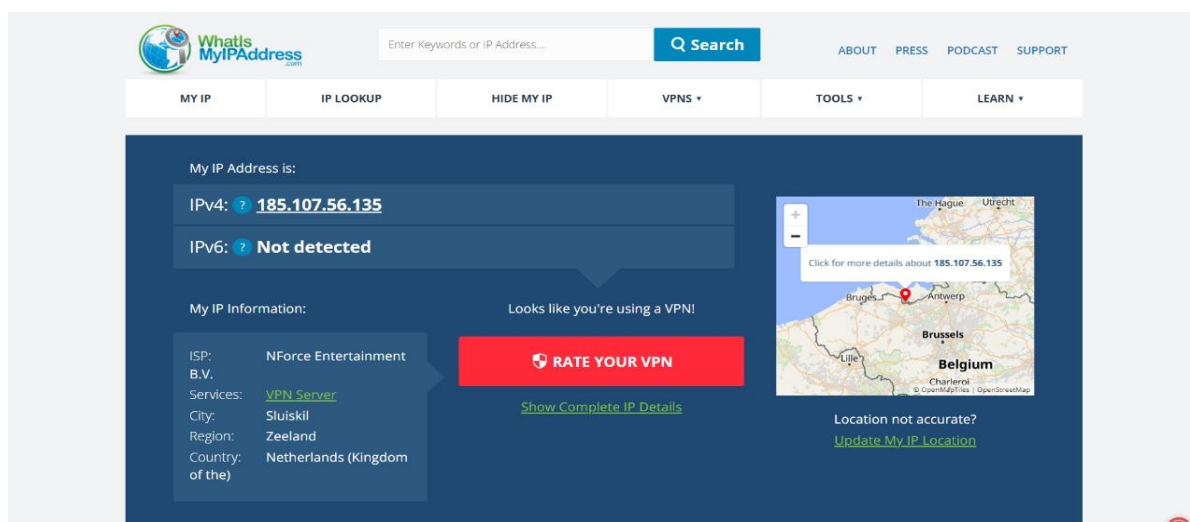 WhatIs
MyIPAddress
.com
Enter Keywords or IP Address...
Search
ABOUT PRESS PODCAST SUPPORT
MY IP IP LOOKUP HIDE MY IP VPNS TOOLS LEARN
My IP Address is:
IPv4: ? 185.107.56.135
IPv6: ? Not detected
My IP Information:
ISP: NForce Entertainment
B.V.
Services: VPN Server
City: Sluiskil
Region: Zeeland
Country: Netherlands (Kingdom
of the)
Looks like you're using a VPN!
RATE YOUR VPN
Show Complete IP Details
+
−
The Hague Utrecht
Click for more details about 185.107.56.135
Bruges Antwerp
Brussels
Lille
Belgium
Charleroi
© OpenMapTiles | OpenStreetMap
Location not accurate?
Update My IP Location